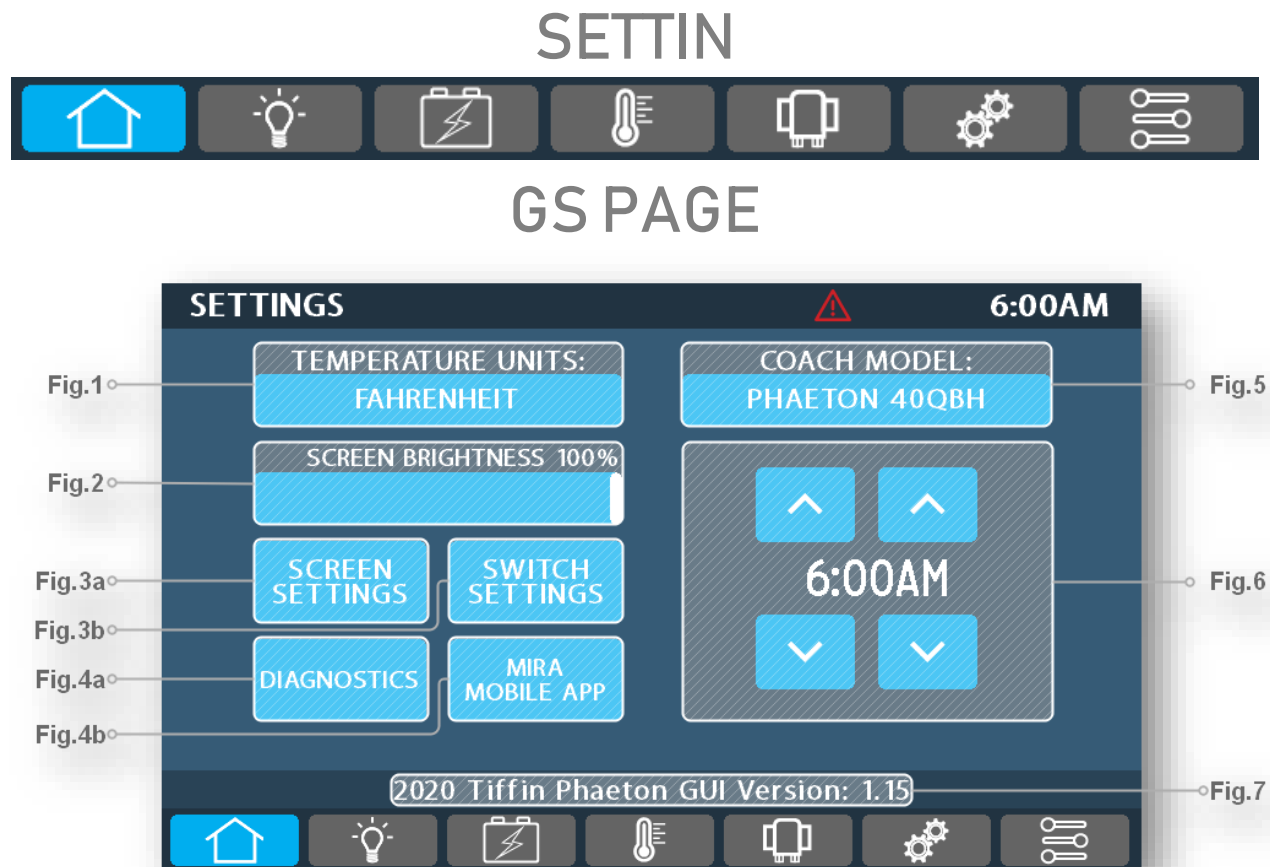 SETTIN
GS PAGE
SETTINGS
6:00AM
TEMPERATURE UNITS:
FAHRENHEIT
COACH MODEL:
PHAETON 40QBH
Fig.1
Fig.5
SCREEN BRIGHTNESS 100%
Fig.2
SCREEN
SETTINGS
SWITCH
SETTINGS
6:00AM
Fig.3a
Fig.6
Fig.3b
DIAGNOSTICS
MIRA
MOBILE APP
Fig.4a
Fig.4b
2020 Tiffin Phaeton GUI Version: 1.15
Fig.7